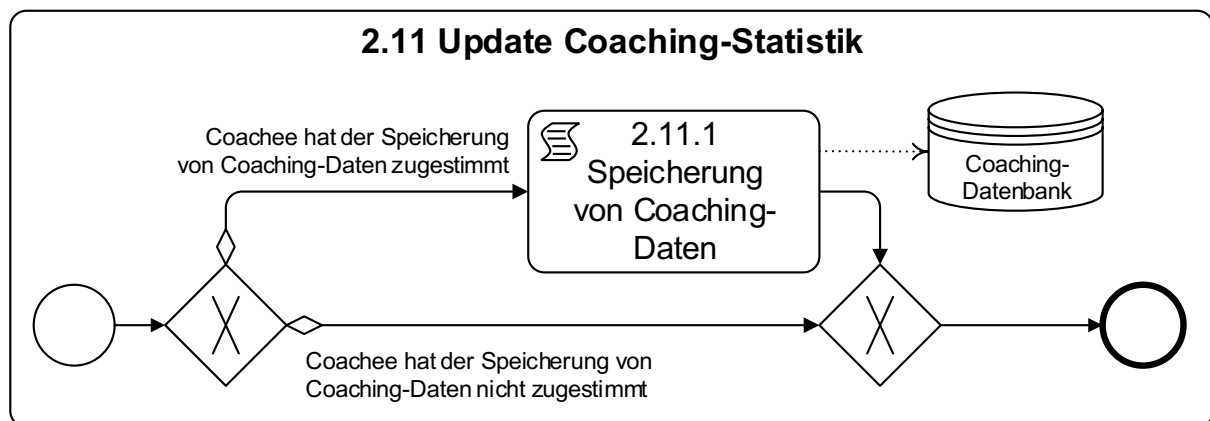 2.11 Update Coaching-Statistik
Coachee hat der Speicherung
von Coaching-Daten zugestimmt
2.11.1
Speicherung
von Coaching-
Daten
Coaching-
Datenbank
Coachee hat der Speicherung von
Coaching-Daten nicht zugestimmt